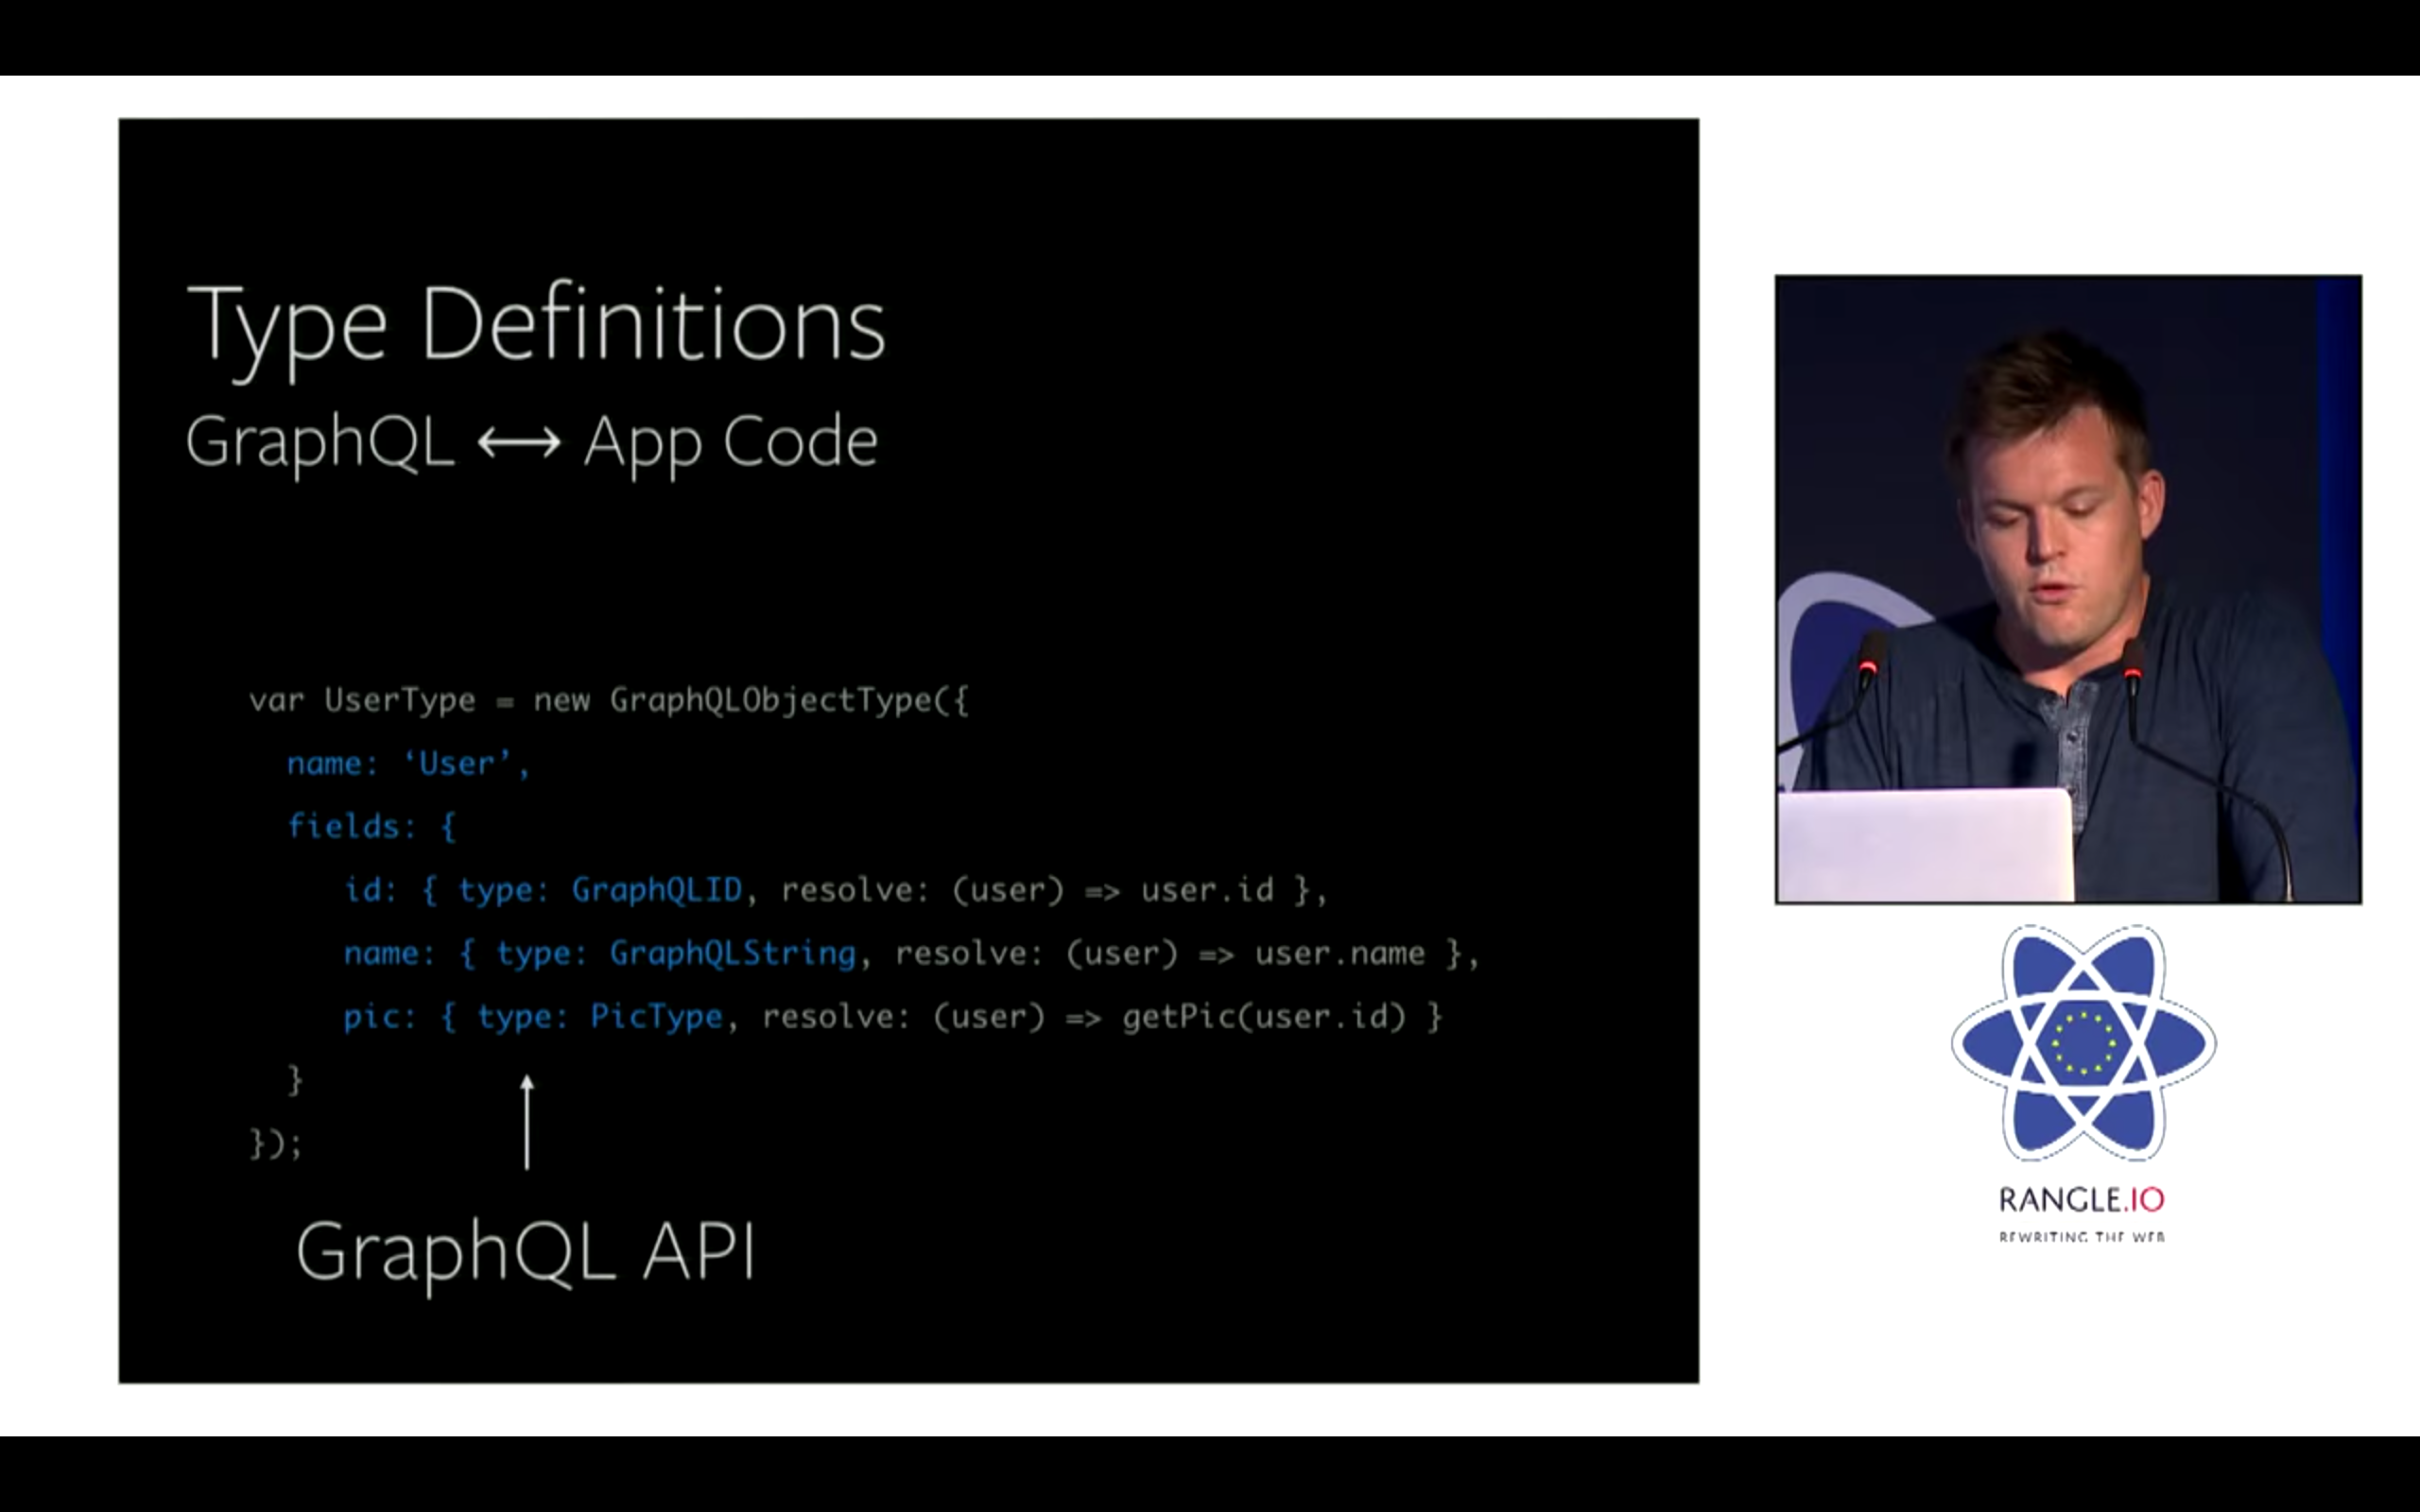 Type Definitions
GraphQL ⟷ App Code
var UserType = new GraphQLObjectType({
name: ‘User’,
fields: {
id: { type: GraphQLID, resolve: (user) => user.id },
name: { type: GraphQLString, resolve: (user) => user.name },
pic: { type: PicType, resolve: (user) => getPic(user.id) }
}
});
GraphQL API
RANGLE.IO
REWRITING THE WEB